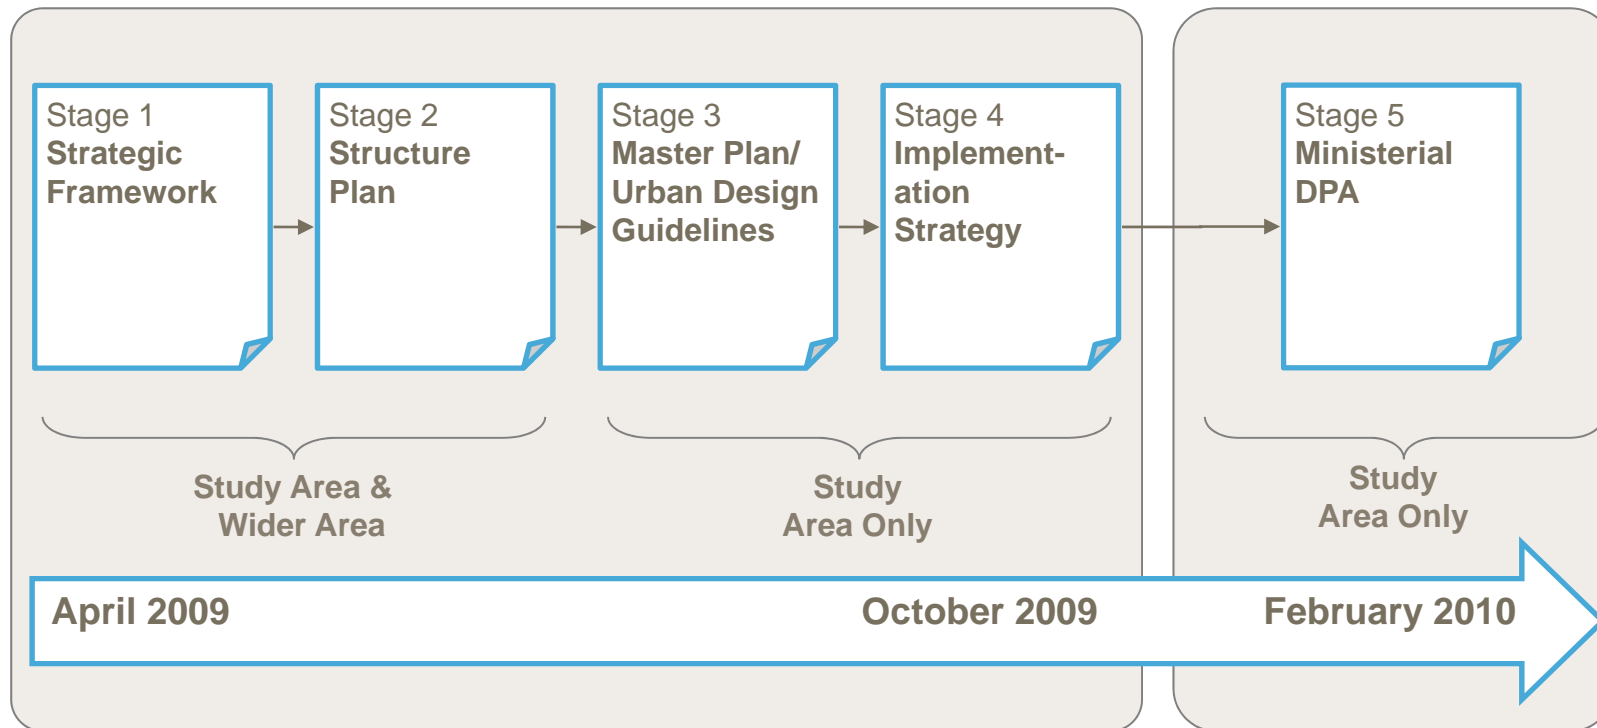 Stage 1
Strategic
Framework
Stage 2
Structure
Plan
Stage 3
Master Plan/
Urban Design
Guidelines
Stage 4
Implement-
ation
Strategy
Stage 5
Ministerial
DPA
Study Area &
Wider Area
Study
Area Only
Study
Area Only
April 2009
October 2009
February 2010